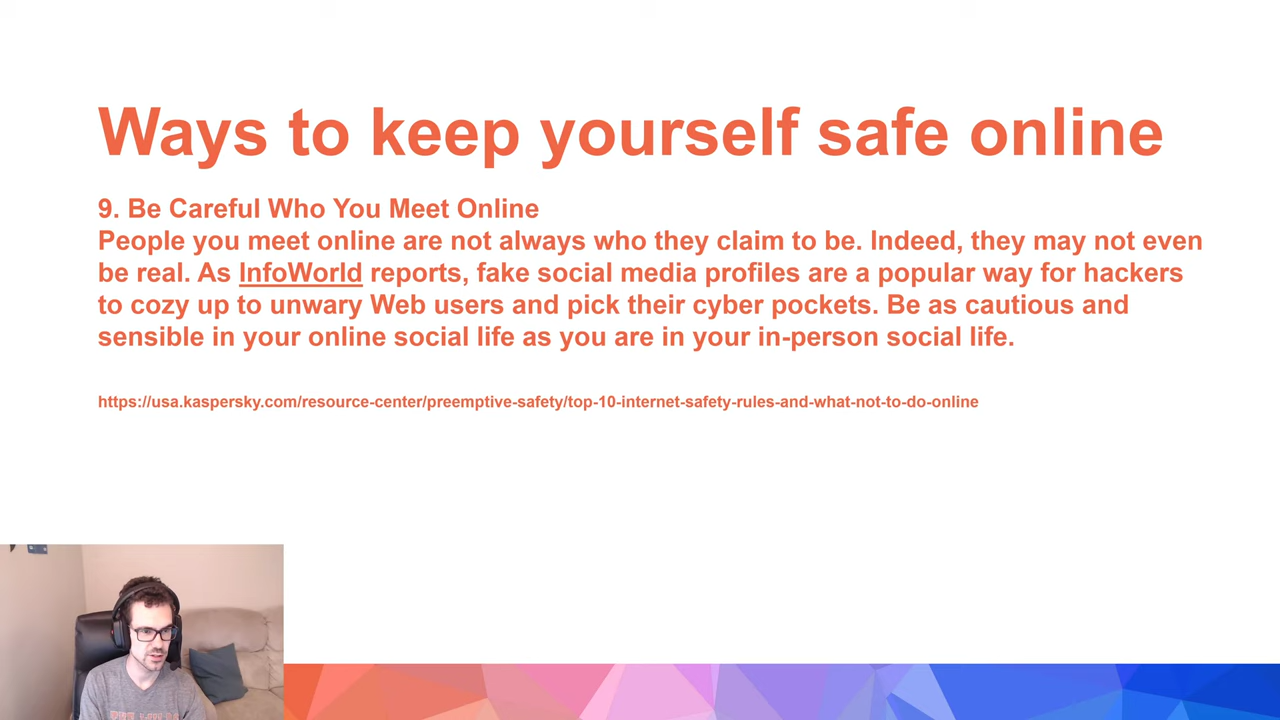 Ways to keep yourself safe online
9. Be Careful Who You Meet Online
People you meet online are not always who they claim to be. Indeed, they may not even
be real. As InfoWorld reports, fake social media profiles are a popular way for hackers
to cozy up to unwary Web users and pick their cyber pockets. Be as cautious and
sensible in your online social life as you are in your in-person social life.
https://usa.kaspersky.com/resource-center/preemptive-safety/top-10-internet-safety-rules-and-what-not-to-do-online